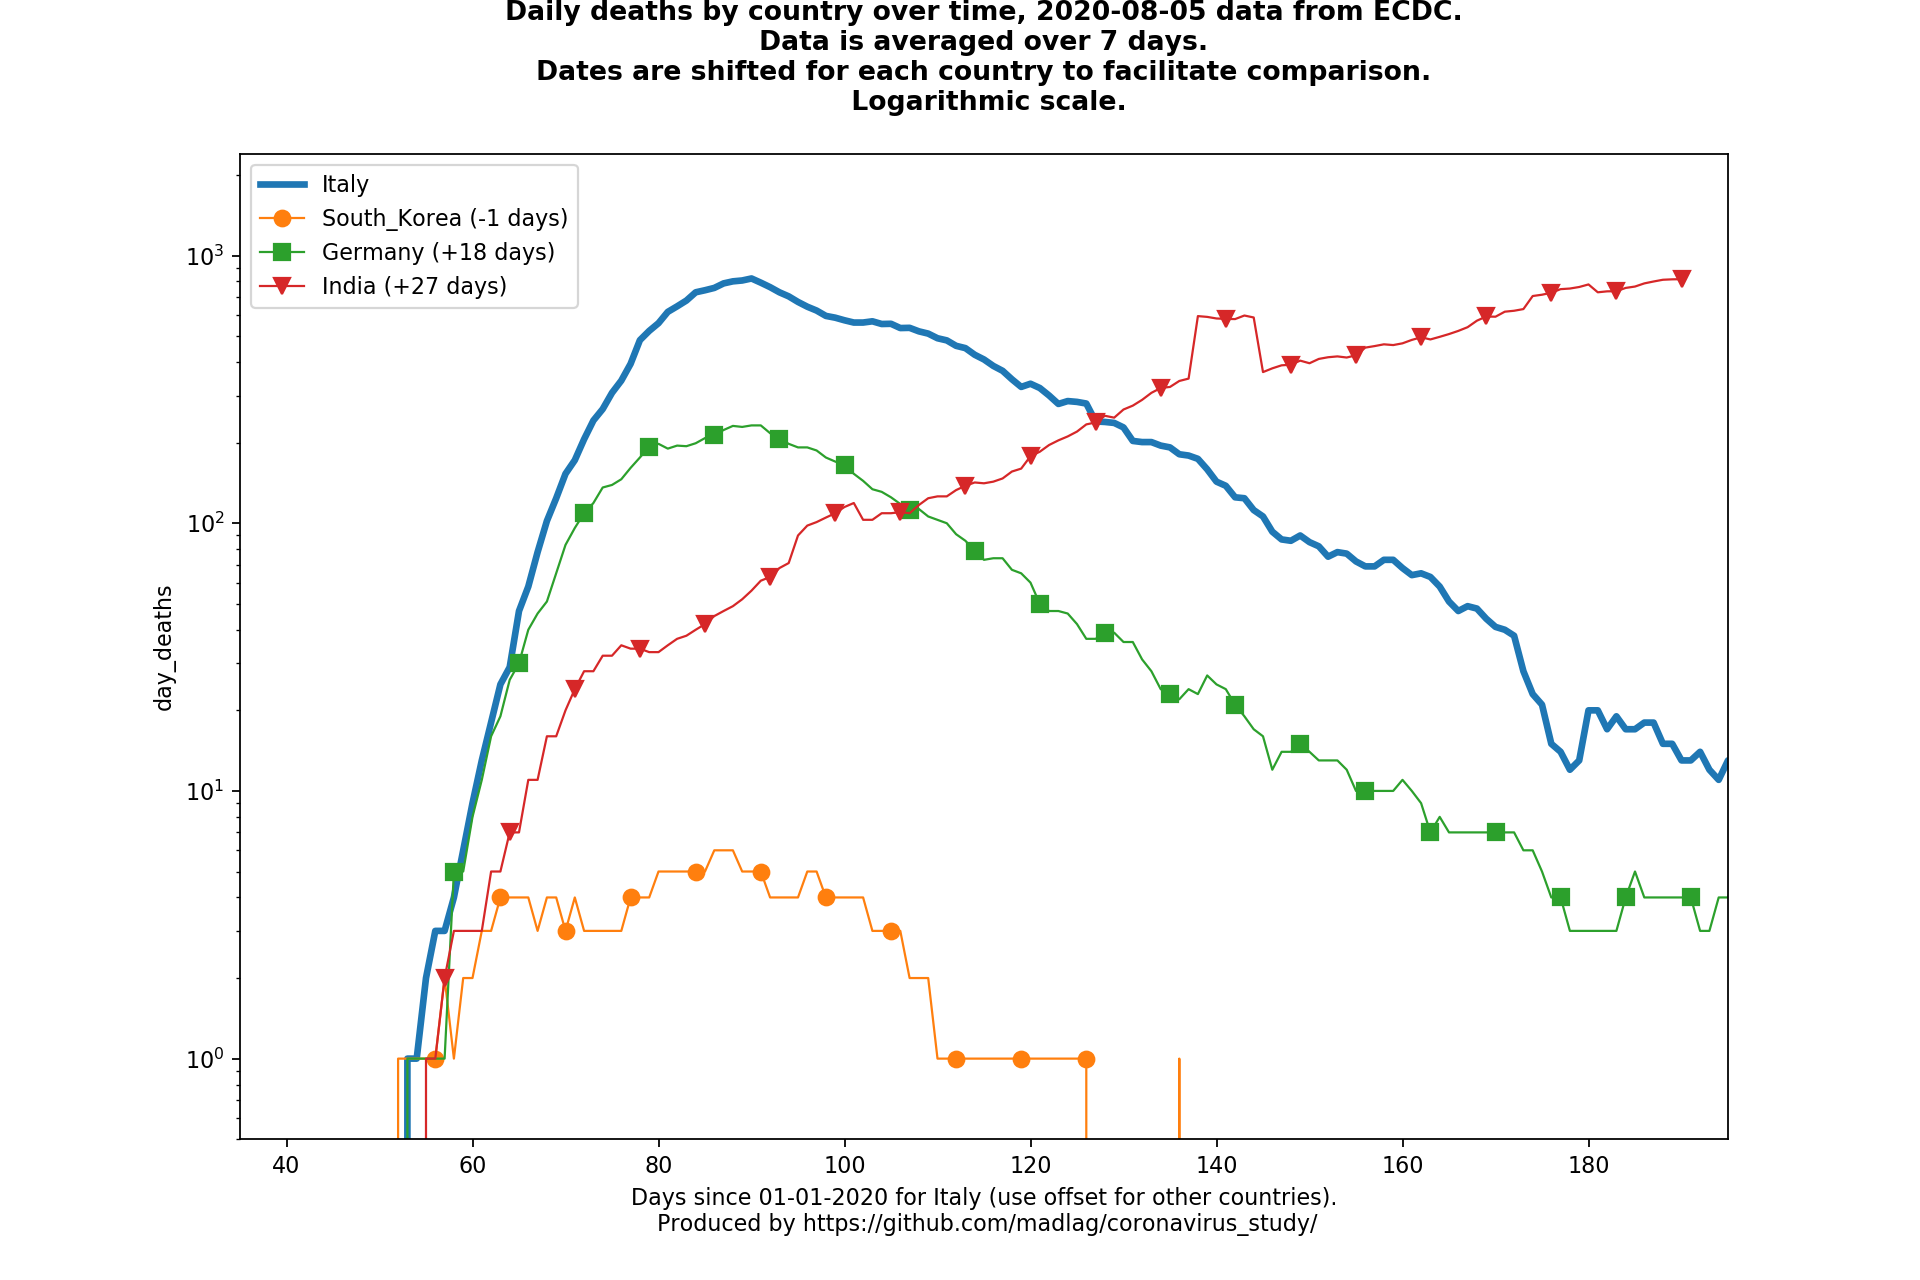 Daily deaths by country over time, 2020-08-05 data from ECDC.
Data is averaged over 7 days.
Dates are shifted for each country to facilitate comparison.
Logarithmic scale.
Italy
South_Korea (-1 days)
Germany (+18 days)
India (+27 days)
10³
10²
10¹
10⁰
day_deaths
40 60 80 100 120 140 160 180
Days since 01-01-2020 for Italy (use offset for other countries).
Produced by https://github.com/madlag/coronavirus_study/